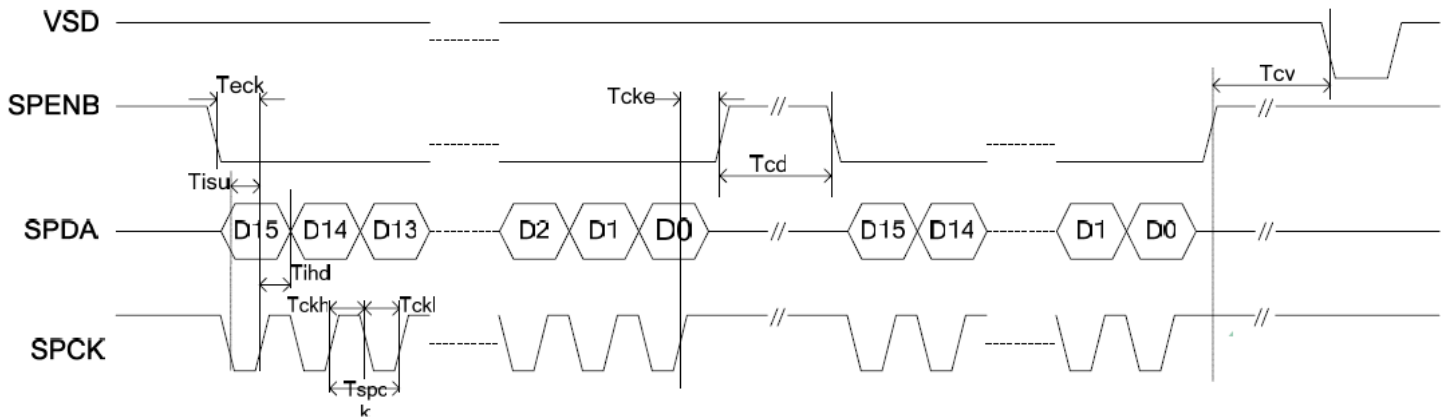 VSD
Tcv
Teck
Tcke
SPENB
//
//
Tcd
Tisu
SPDA
D15
D14
D13
D2
D1
D0
//
D15
D14
D1
D0
//
Tihd
Tckh
Tckl
SPCK
//
//
Tspc
k